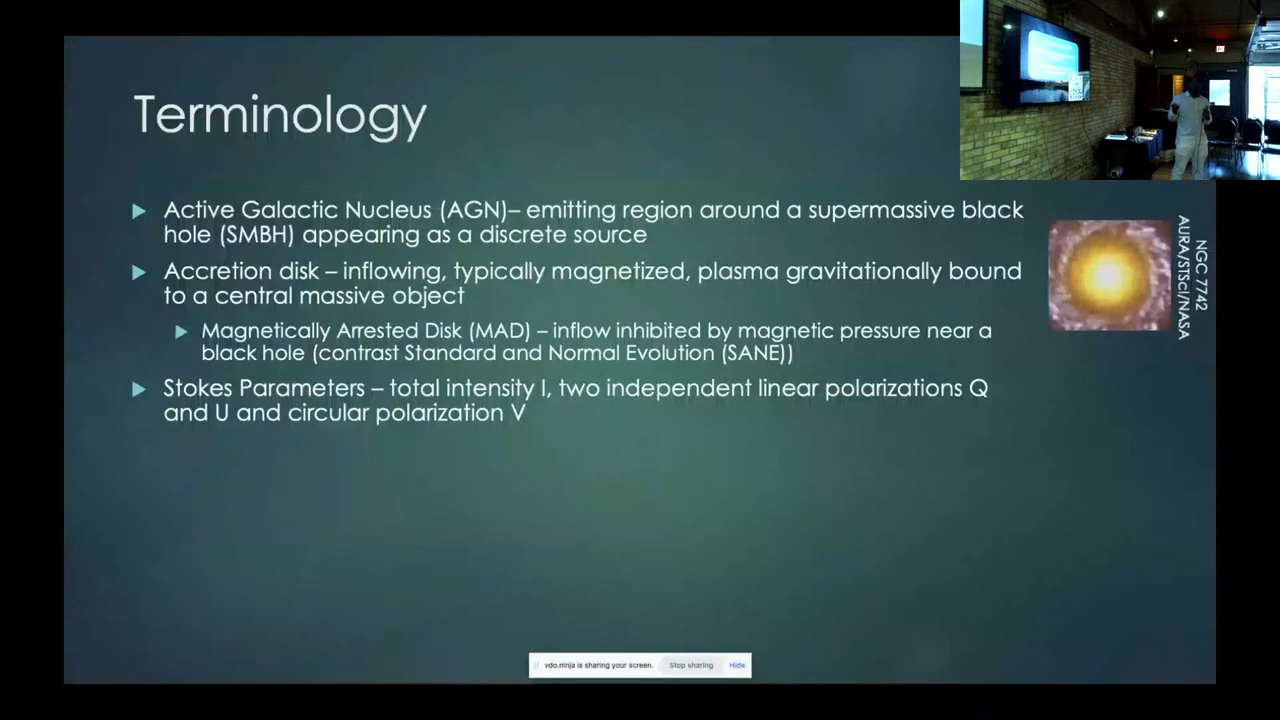 Terminology
Active Galactic Nucleus (AGN)– emitting region around a supermassive black
hole (SMBH) appearing as a discrete source
Accretion disk – inflowing, typically magnetized, plasma gravitationally bound
to a central massive object
Magnetically Arrested Disk (MAD) – inflow inhibited by magnetic pressure near a
black hole (contrast Standard and Normal Evolution (SANE))
Stokes Parameters – total intensity I, two independent linear polarizations Q
and U and circular polarization V
NGC 7742
AURA/STScI/NASA
vdo.ninja is sharing your screen. Stop sharing Hide